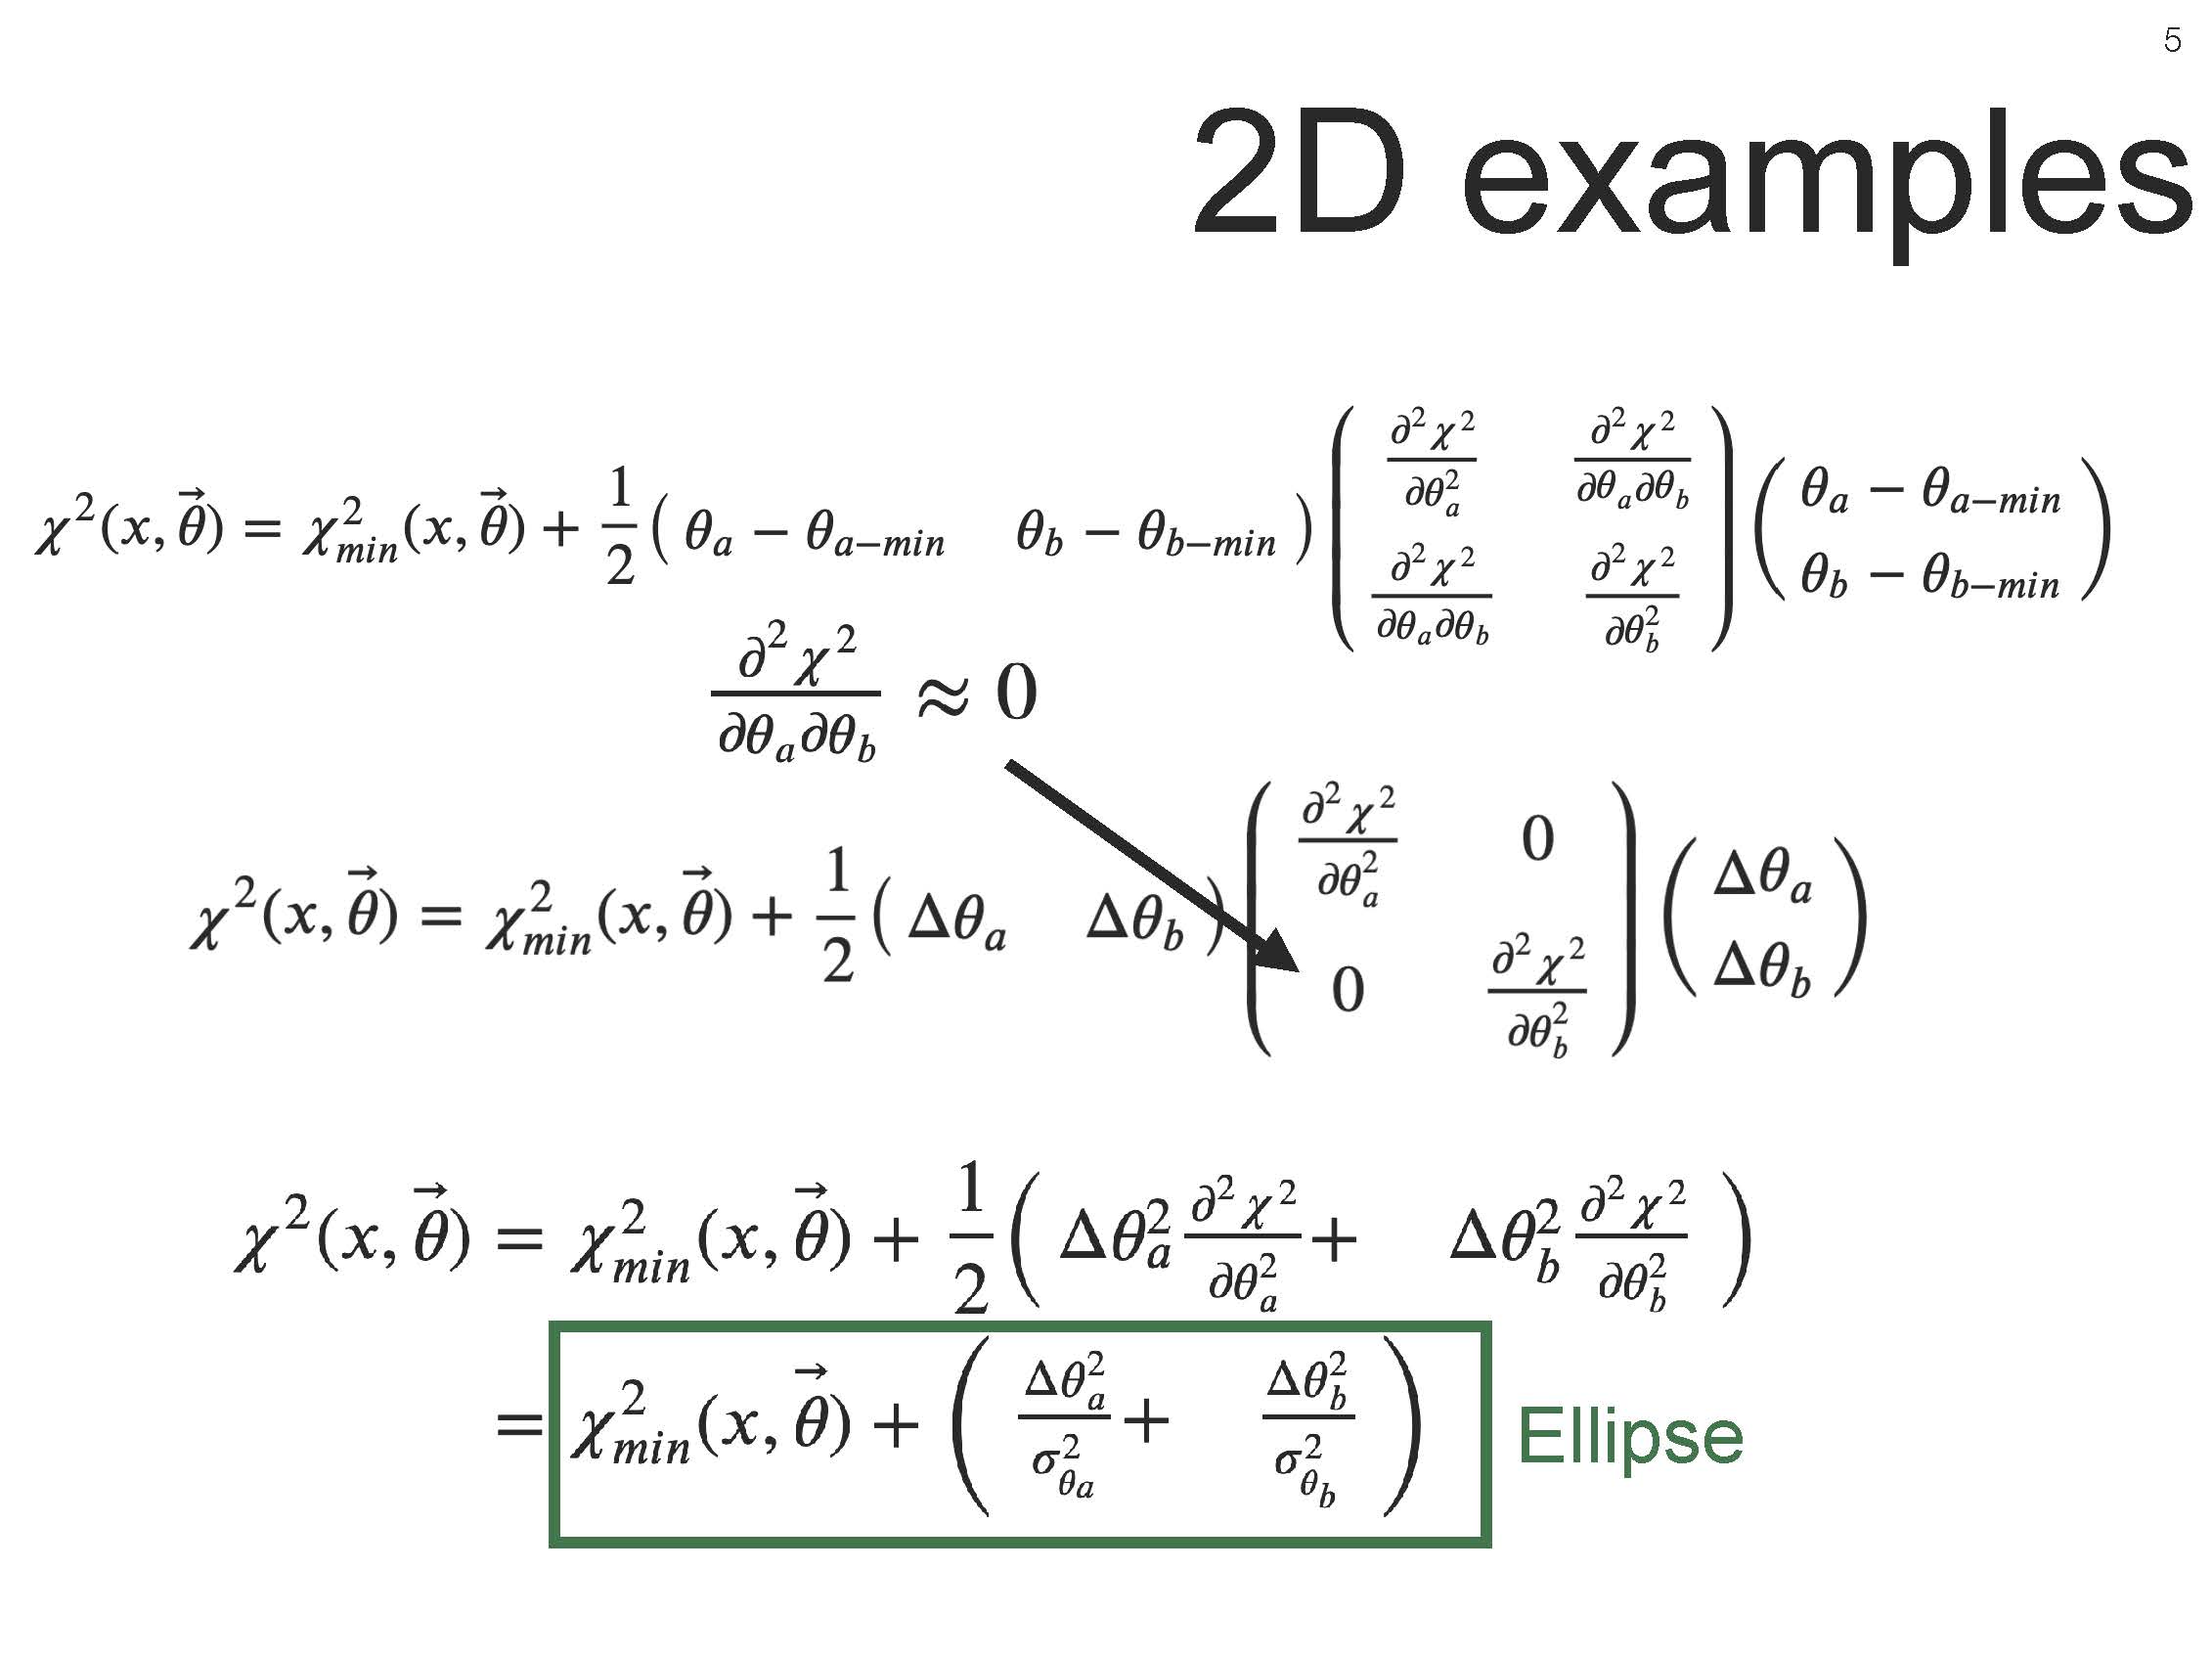 5
2D examples
$\chi^2(x, \vec{\theta}) = \chi^2_{min}(x, \vec{\theta}) + \frac{1}{2} \begin{pmatrix} \theta_a - \theta_{a-min} & \theta_b - \theta_{b-min} \end{pmatrix} \begin{pmatrix} \frac{\partial^2 \chi^2}{\partial \theta_a^2} & \frac{\partial^2 \chi^2}{\partial \theta_a \partial \theta_b} \\ \frac{\partial^2 \chi^2}{\partial \theta_a \partial \theta_b} & \frac{\partial^2 \chi^2}{\partial \theta_b^2} \end{pmatrix} \begin{pmatrix} \theta_a - \theta_{a-min} \\ \theta_b - \theta_{b-min} \end{pmatrix}$
$\frac{\partial^2 \chi^2}{\partial \theta_a \partial \theta_b} \approx 0$
$\chi^2(x, \vec{\theta}) = \chi^2_{min}(x, \vec{\theta}) + \frac{1}{2} \begin{pmatrix} \Delta\theta_a & \Delta\theta_b \end{pmatrix} \begin{pmatrix} \frac{\partial^2 \chi^2}{\partial \theta_a^2} & 0 \\ 0 & \frac{\partial^2 \chi^2}{\partial \theta_b^2} \end{pmatrix} \begin{pmatrix} \Delta\theta_a \\ \Delta\theta_b \end{pmatrix}$
$\chi^2(x, \vec{\theta}) = \chi^2_{min}(x, \vec{\theta}) + \frac{1}{2} \left( \Delta\theta_a^2 \frac{\partial^2 \chi^2}{\partial \theta_a^2} + \Delta\theta_b^2 \frac{\partial^2 \chi^2}{\partial \theta_b^2} \right)$
$= \chi^2_{min}(x, \vec{\theta}) + \left( \frac{\Delta\theta_a^2}{\sigma^2_{\theta_a}} + \frac{\Delta\theta_b^2}{\sigma^2_{\theta_b}} \right)$ Ellipse